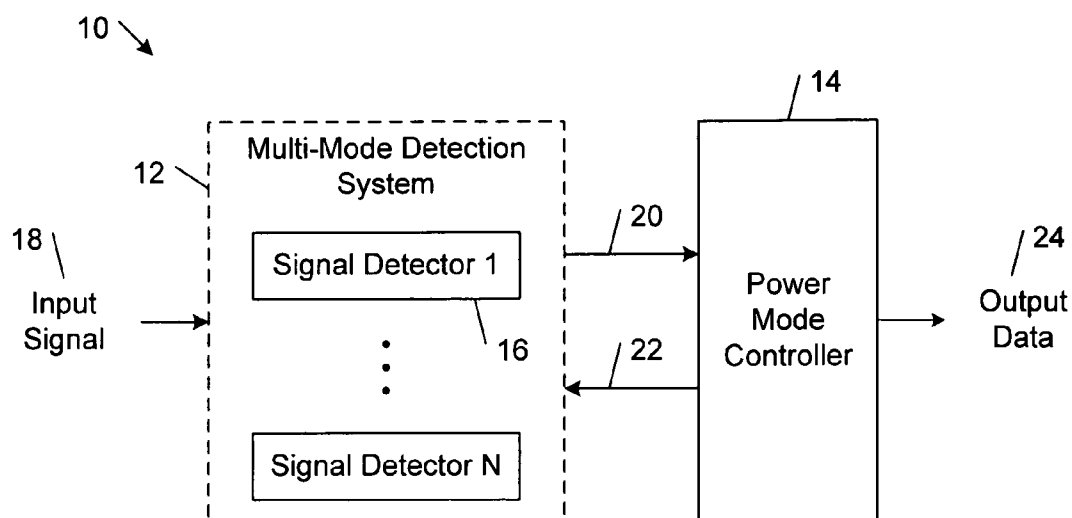 10
14
Multi-Mode Detection
System
12
20
18
24
Signal Detector 1
Input
Signal
Power
Mode
Controller
Output
Data
16
22
Signal Detector N